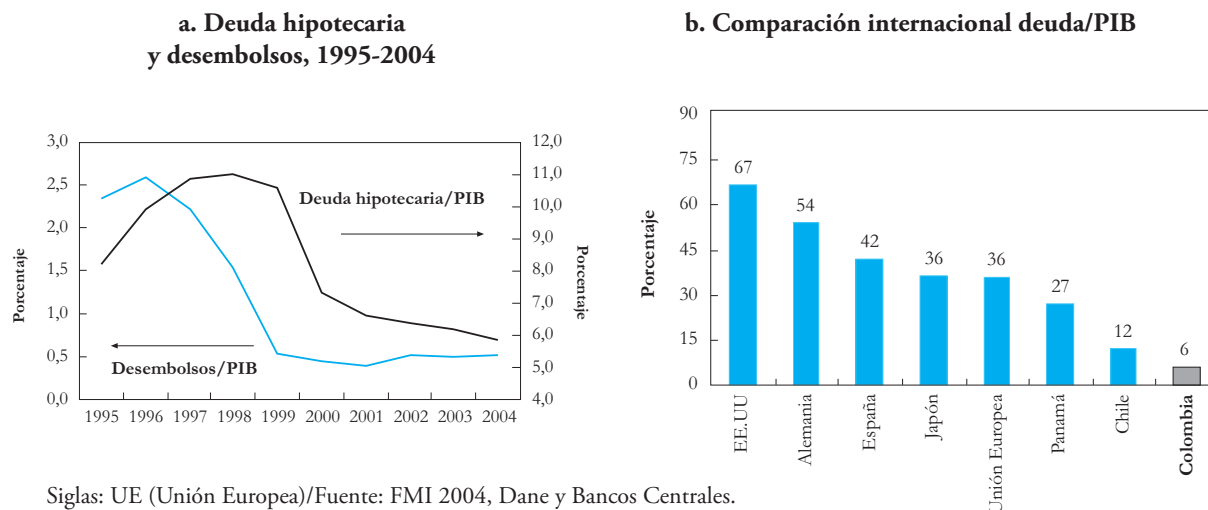 a. Deuda hipotecaria
y desembolsos, 1995-2004
3,0
2,5
2,0
1,5
1,0
0,5
0,0
Porcentaje
12,0
11,0
10,0
9,0
8,0
7,0
6,0
5,0
4,0
Porcentaje
Deuda hipotecaria/PIB
Desembolsos/PIB
1995 1996 1997 1998 1999 2000 2001 2002 2003 2004
b. Comparación internacional deuda/PIB
90
75
60
45
30
15
0
Porcentaje
67
54
42
36
36
27
12
6
EE.UU
Alemania
España
Japón
Unión Europea
Panamá
Chile
Colombia
Siglas: UE (Unión Europea)/Fuente: FMI 2004, Dane y Bancos Centrales.